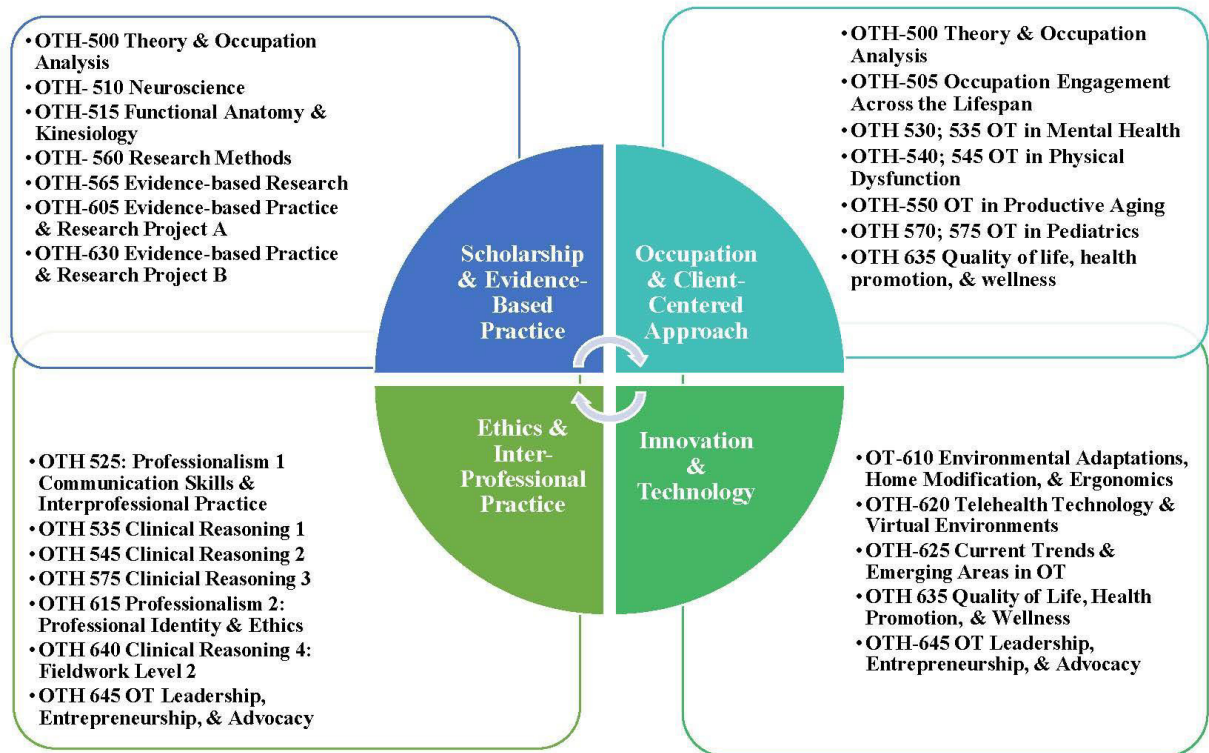 •OTH-500 Theory & Occupation
Analysis
•OTH- 510 Neuroscience
•OTH-515 Functional Anatomy &
Kinesiology
•OTH- 560 Research Methods
•OTH-565 Evidence-based Research
•OTH-605 Evidence-based Practice
& Research Project A
•OTH-630 Evidence-based Practice
& Research Project B
•OTH-500 Theory & Occupation
Analysis
•OTH-505 Occupation Engagement
Across the Lifespan
•OTH 530; 535 OT in Mental Health
•OTH-540; 545 OT in Physical
Dysfunction
•OTH-550 OT in Productive Aging
•OTH 570; 575 OT in Pediatrics
•OTH 635 Quality of life, health
promotion, & wellness
Scholarship
& Evidence-
Based
Practice
Occupation
& Client-
Centered
Approach
Ethics &
Inter-
Professional
Practice
Innovation
&
Technology
•OTH 525: Professionalism 1
Communication Skills &
Interprofessional Practice
•OTH 535 Clinical Reasoning 1
•OTH 545 Clinical Reasoning 2
•OTH 575 Clinicial Reasoning 3
•OTH 615 Professionalism 2:
Professional Identity & Ethics
•OTH 640 Clinical Reasoning 4:
Fieldwork Level 2
•OTH 645 OT Leadership,
Entrepreneurship, & Advocacy
•OT-610 Environmental Adaptations,
Home Modification, & Ergonomics
•OTH-620 Telehealth Technology &
Virtual Environments
•OTH-625 Current Trends &
Emerging Areas in OT
•OTH 635 Quality of Life, Health
Promotion, & Wellness
•OTH-645 OT Leadership,
Entrepreneurship, & Advocacy